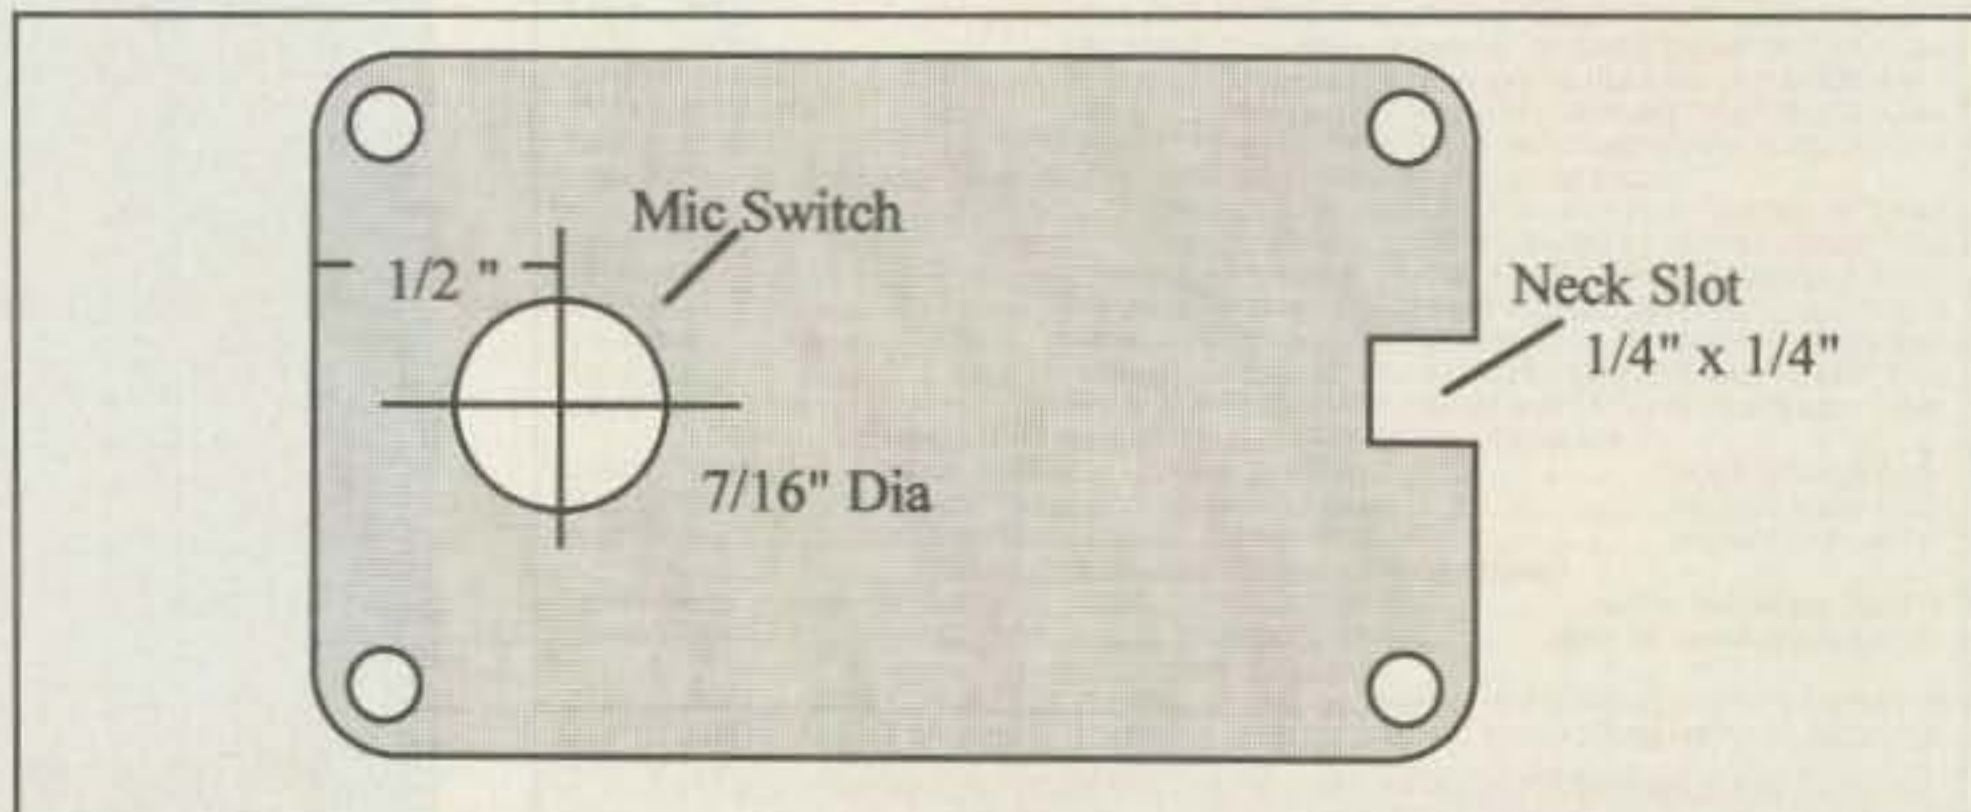 Mic Switch
1/2 "
Neck Slot
1/4" x 1/4"
7/16" Dia